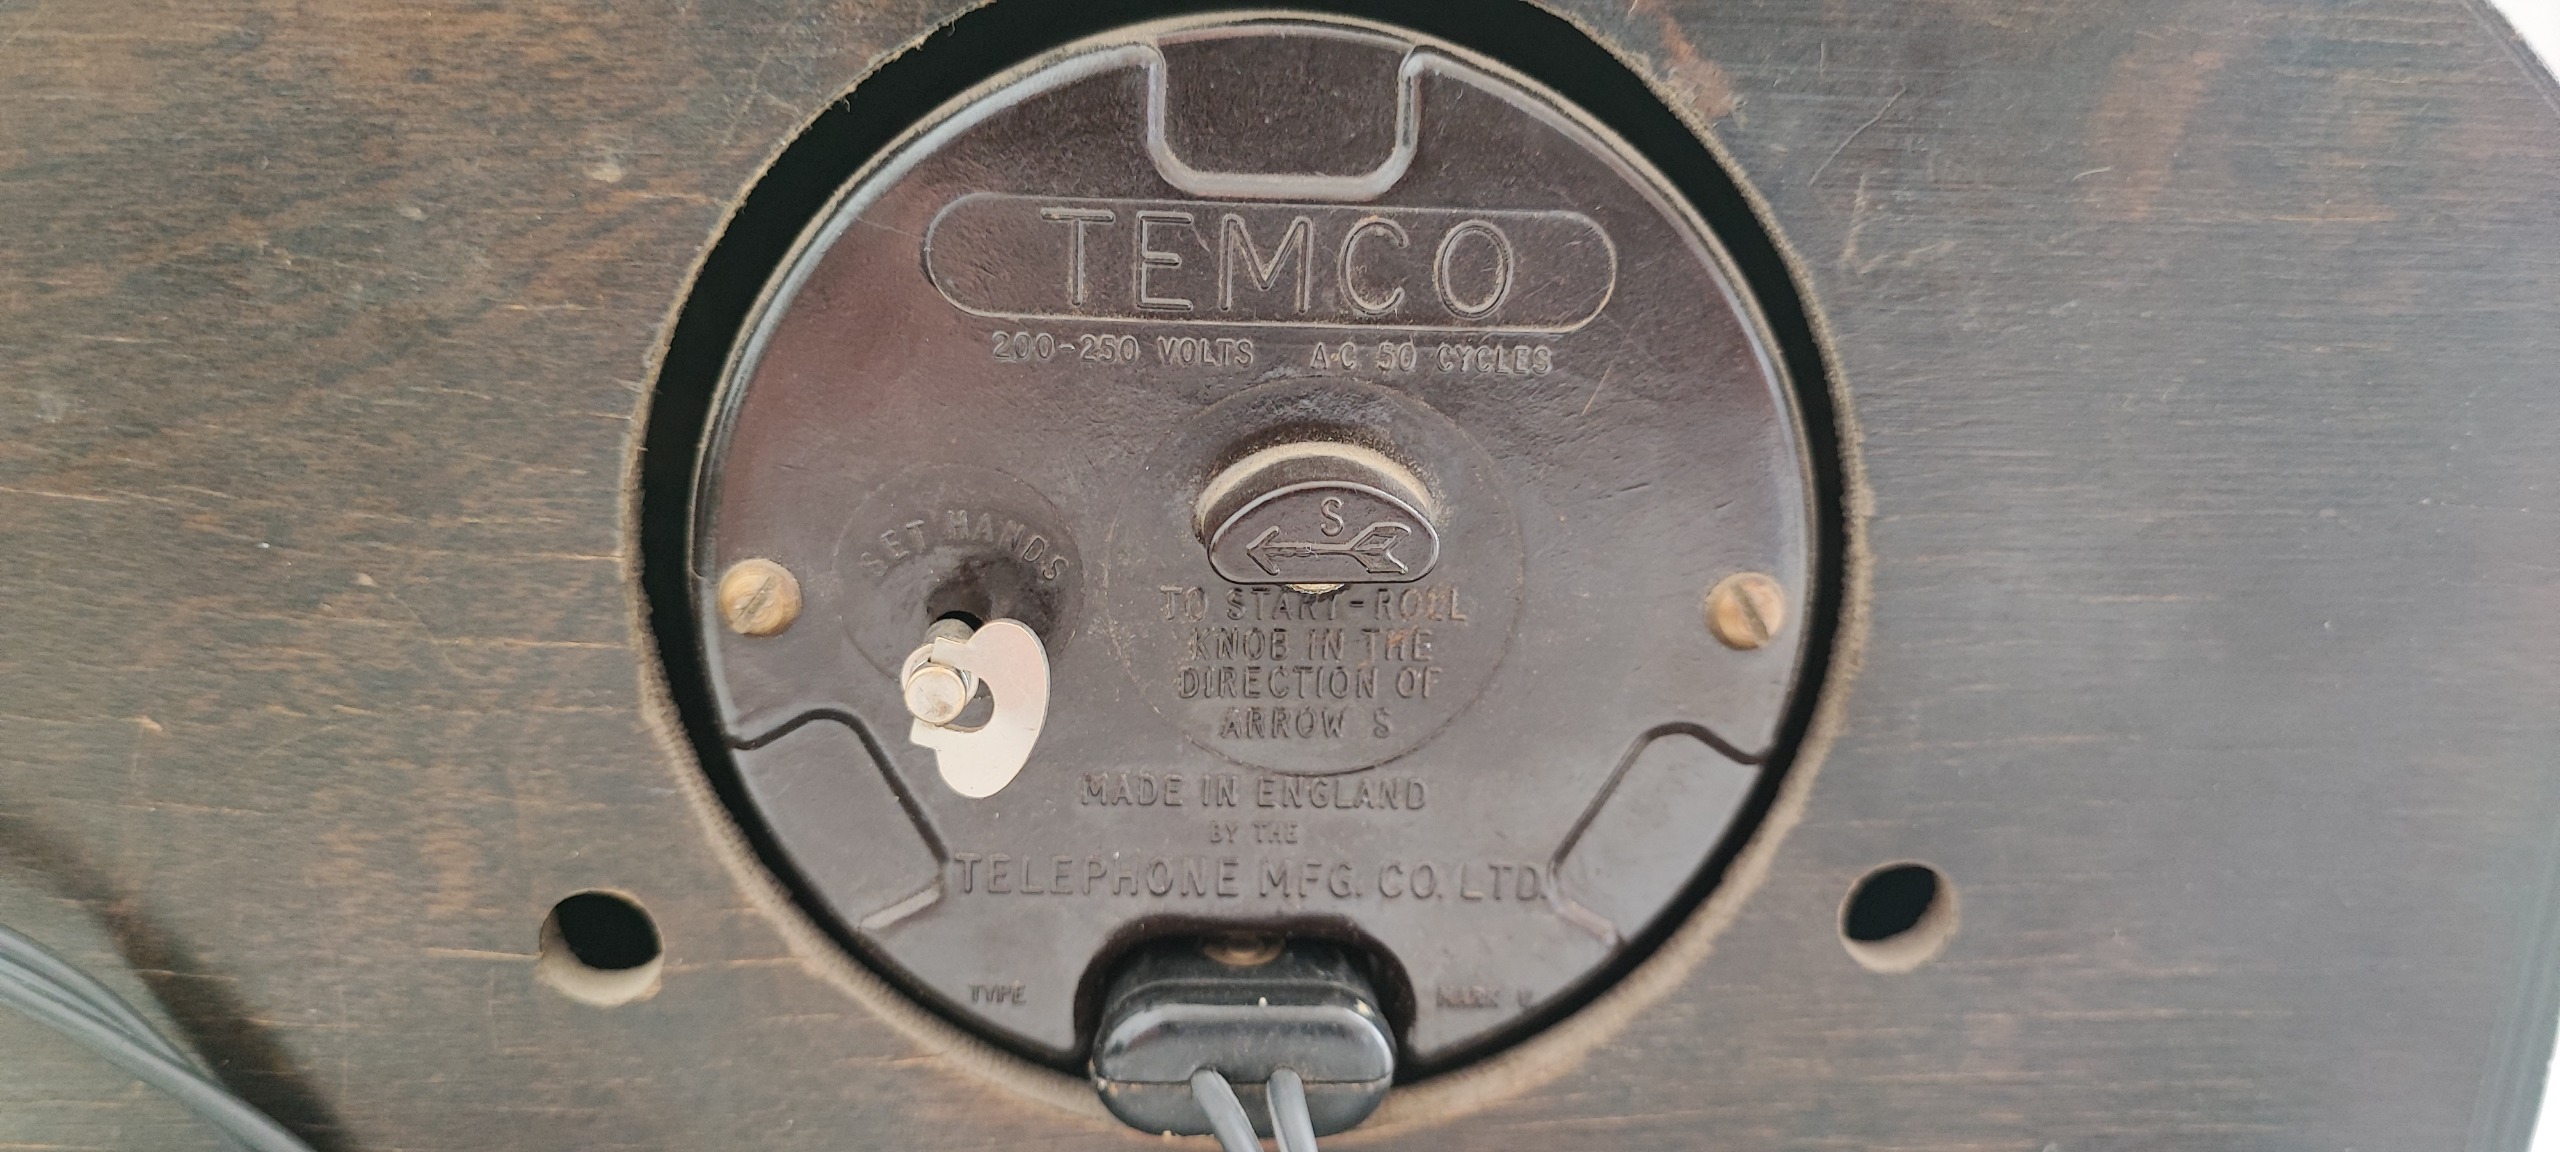 TEMCO
200-250 VOLTS A·C 50 CYCLES
S
SET HANDS
TO START-ROLL
KNOB IN THE
DIRECTION OF
ARROW S
MADE IN ENGLAND
BY THE
TELEPHONE MFG. CO. LTD.
TYPE
MARK